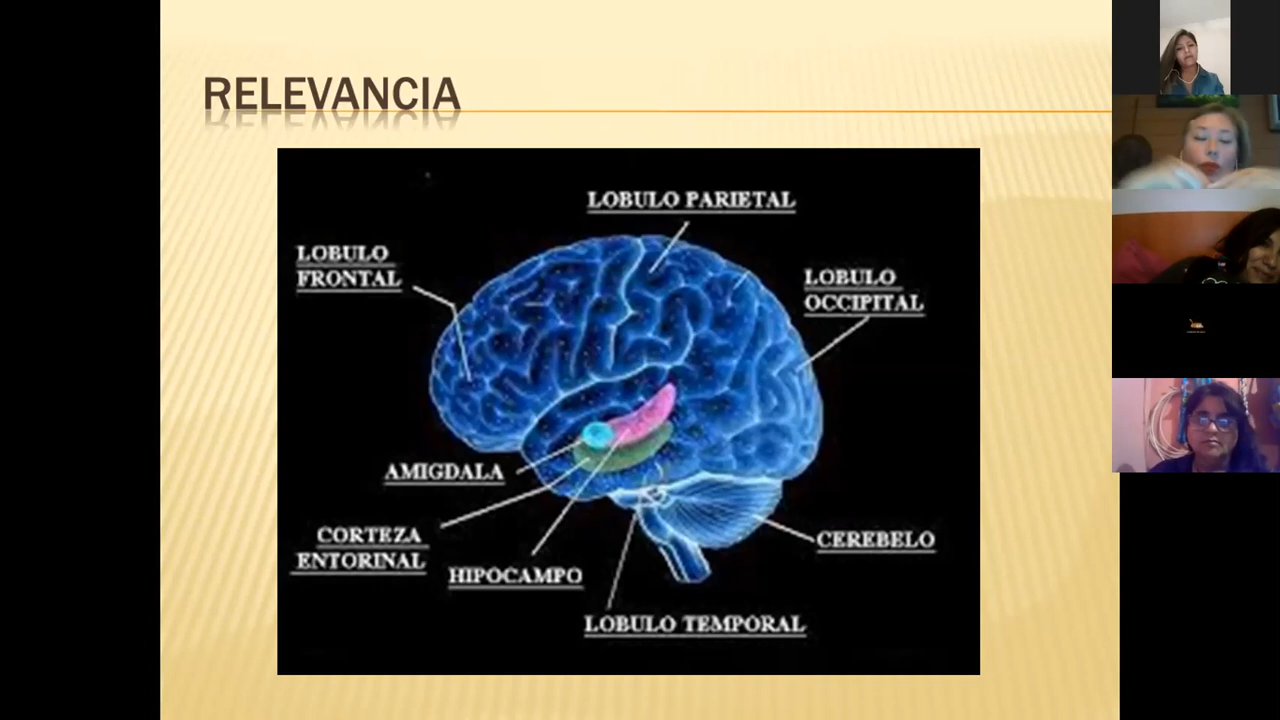 RELEVANCIA
LOBULO PARIETAL
LOBULO
FRONTAL
LOBULO
OCCIPITAL
AMIGDALA
CORTEZA
ENTORINAL
HIPOCAMPO
CEREBELO
LOBULO TEMPORAL